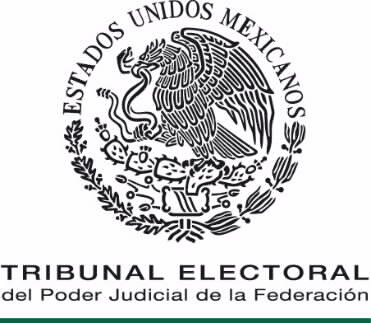 ESTADOS UNIDOS MEXICANOS
TRIBUNAL ELECTORAL
del Poder Judicial de la Federación